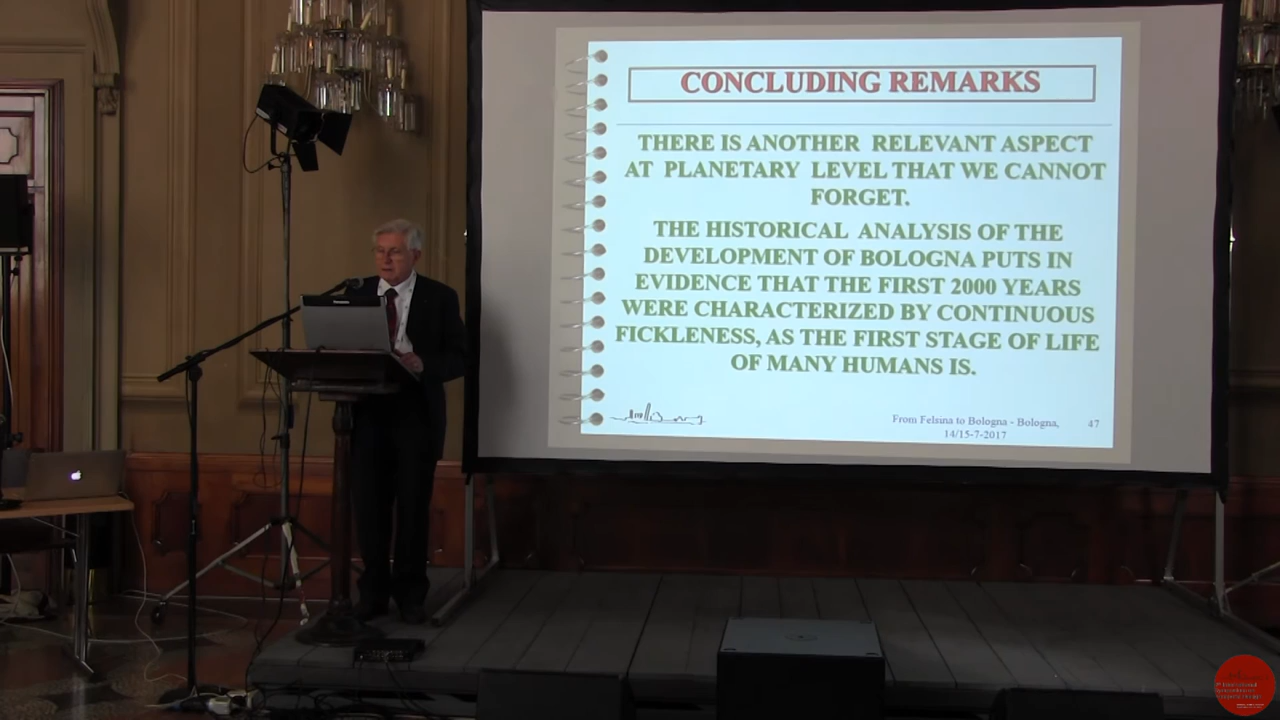 CONCLUDING REMARKS
THERE IS ANOTHER RELEVANT ASPECT
AT PLANETARY LEVEL THAT WE CANNOT
FORGET.
THE HISTORICAL ANALYSIS OF THE
DEVELOPMENT OF BOLOGNA PUTS IN
EVIDENCE THAT THE FIRST 2000 YEARS
WERE CHARACTERIZED BY CONTINUOUS
FICKLENESS, AS THE FIRST STAGE OF LIFE
OF MANY HUMANS IS.
From Felsina to Bologna - Bologna,
14/15-7-2017
47